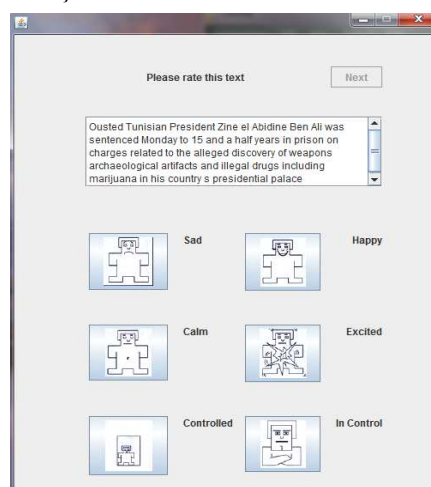 Please rate this text
Next
Ousted Tunisian President Zine el Abidine Ben Ali was
sentenced Monday to 15 and a half years in prison on
charges related to the alleged discovery of weapons
archaeological artifacts and illegal drugs including
marijuana in his country s presidential palace
Sad
Happy
Calm
Excited
Controlled
In Control